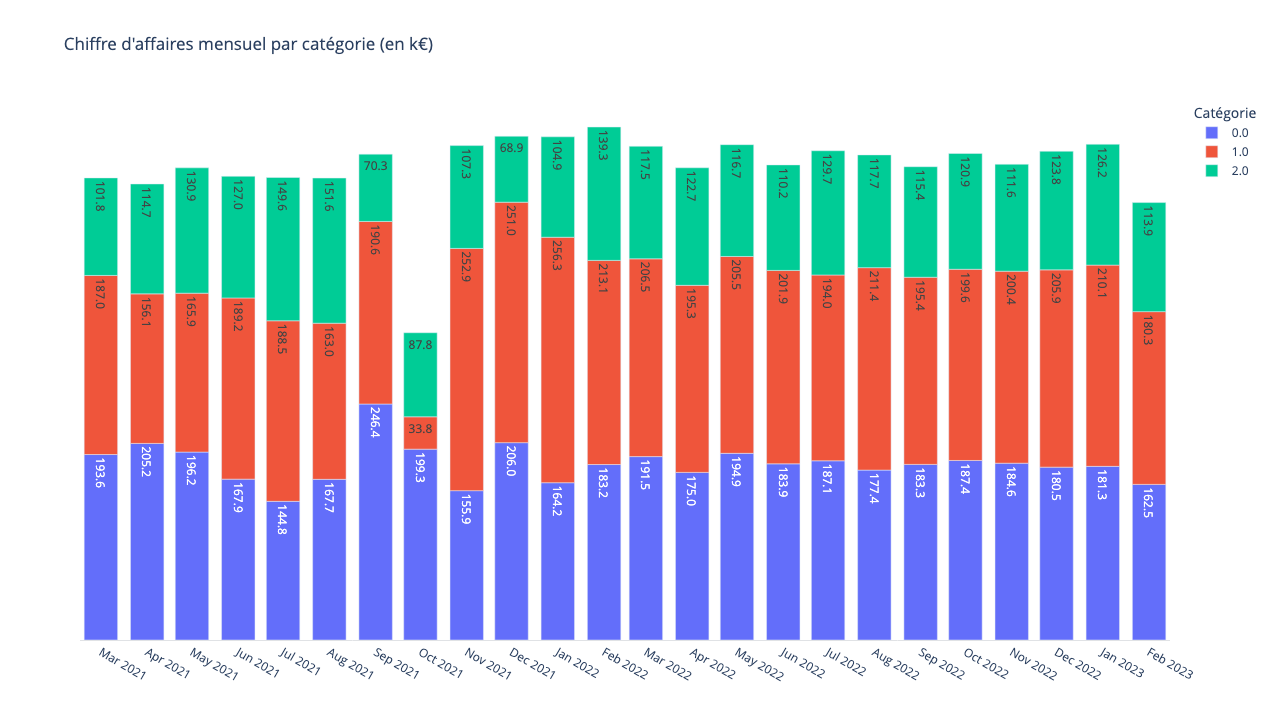 Chiffre d'affaires mensuel par catégorie (en k€)
Catégorie
0.0
1.0
2.0
101.8 114.7 130.9 127.0 149.6 151.6 70.3 87.8 107.3 68.9 104.9 139.3 117.5 122.7 116.7 110.2 129.7 117.7 115.4 120.9 111.6 123.8 126.2 113.9
187.0 156.1 165.9 189.2 188.5 163.0 190.6 33.8 252.9 251.0 256.3 213.1 206.5 195.3 205.5 201.9 194.0 211.4 195.4 199.6 200.4 205.9 210.1 180.3
193.6 205.2 196.2 167.9 144.8 167.7 246.4 199.3 155.9 206.0 164.2 183.2 191.5 175.0 194.9 183.9 187.1 177.4 183.3 187.4 184.6 180.5 181.3 162.5
Mar 2021 Apr 2021 May 2021 Jun 2021 Jul 2021 Aug 2021 Sep 2021 Oct 2021 Nov 2021 Dec 2021 Jan 2022 Feb 2022 Mar 2022 Apr 2022 May 2022 Jun 2022 Jul 2022 Aug 2022 Sep 2022 Oct 2022 Nov 2022 Dec 2022 Jan 2023 Feb 2023